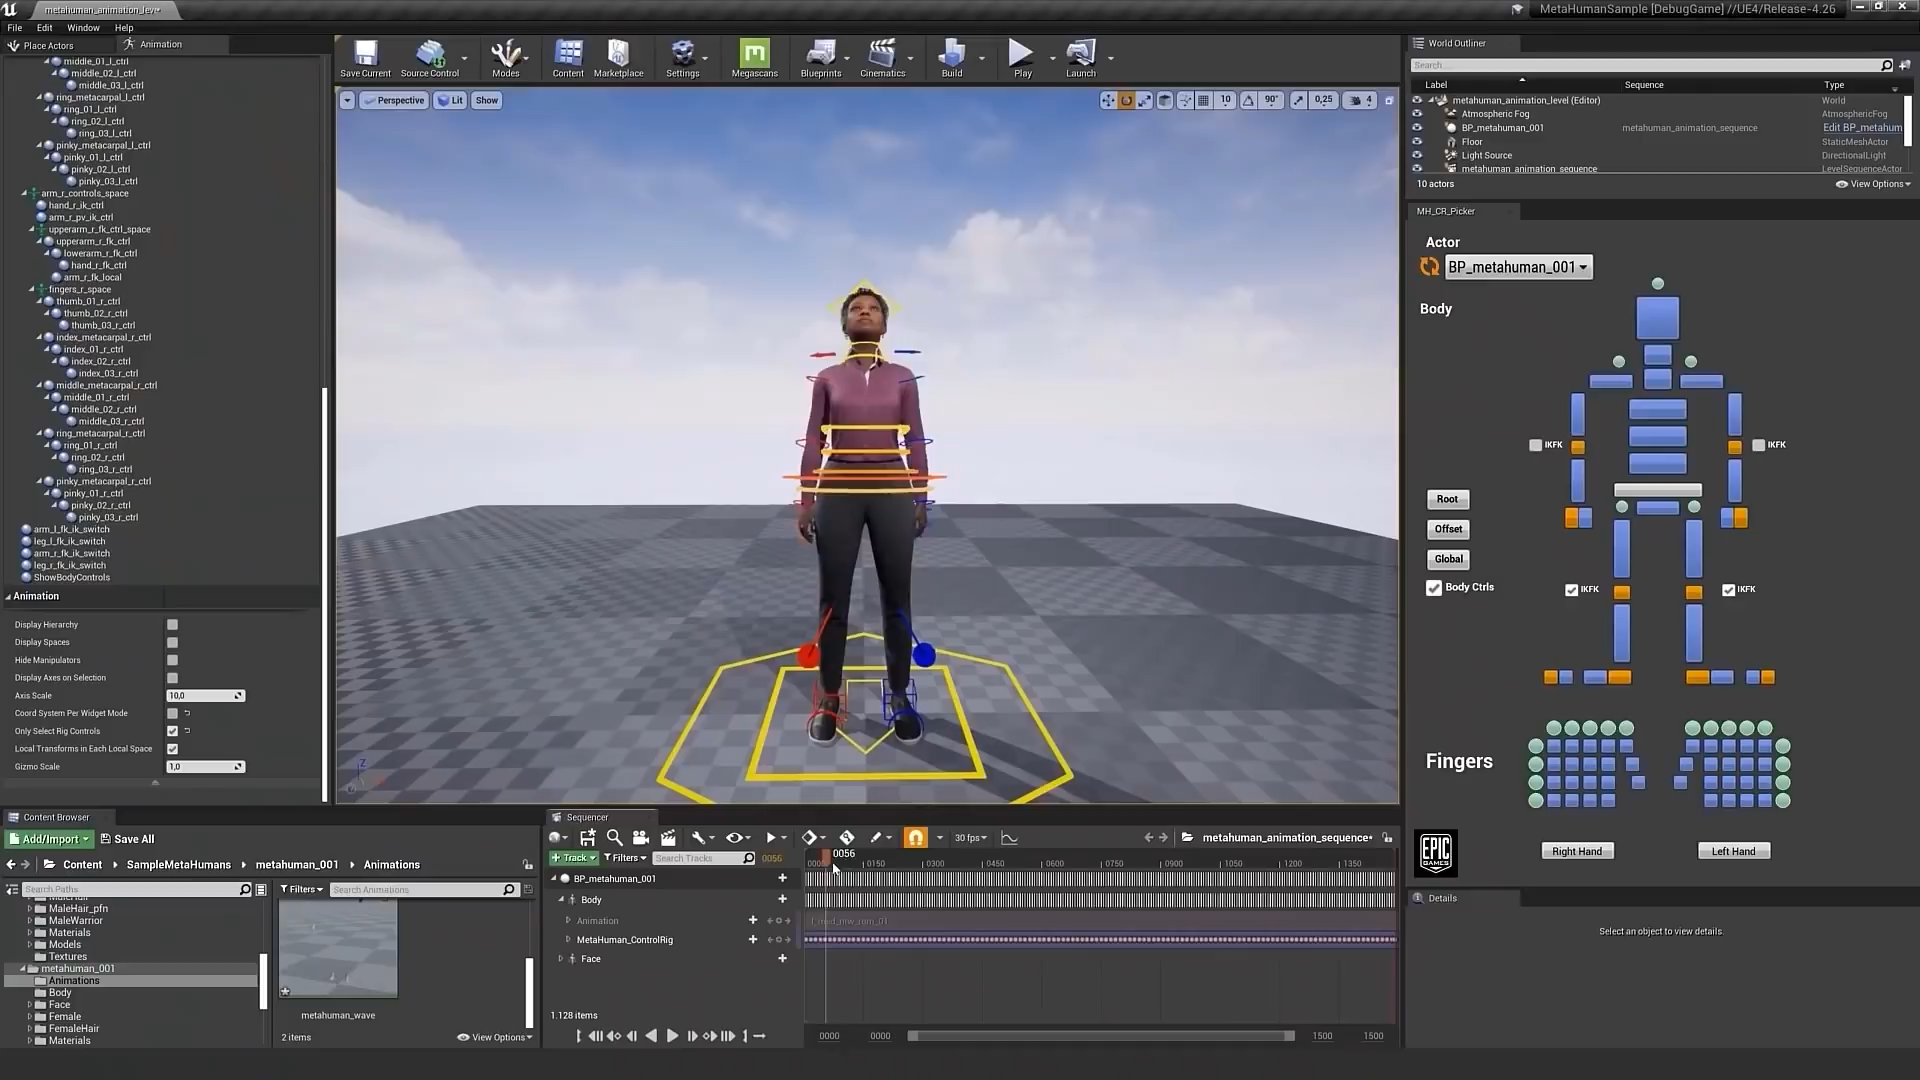 metahuman_animation_leve•
MetaHumanSample [DebugGame] //UE4/Release-4.26
File Edit Window Help
Place Actors
Animation
middle_01_l_ctrl
middle_02_l_ctrl
middle_03_l_ctrl
ring_metacarpal_l_ctrl
ring_01_l_ctrl
ring_02_l_ctrl
ring_03_l_ctrl
pinky_metacarpal_l_ctrl
pinky_01_l_ctrl
pinky_02_l_ctrl
pinky_03_l_ctrl
arm_r_controls_space
hand_r_ik_ctrl
arm_r_pv_ik_ctrl
upperarm_r_fk_ctrl_space
upperarm_r_fk_ctrl
lowerarm_r_fk_ctrl
hand_r_fk_ctrl
arm_r_fk_local
fingers_r_space
thumb_01_r_ctrl
thumb_02_r_ctrl
thumb_03_r_ctrl
index_metacarpal_r_ctrl
index_01_r_ctrl
index_02_r_ctrl
index_03_r_ctrl
middle_metacarpal_r_ctrl
middle_01_r_ctrl
middle_02_r_ctrl
middle_03_r_ctrl
ring_metacarpal_r_ctrl
ring_01_r_ctrl
ring_02_r_ctrl
ring_03_r_ctrl
pinky_metacarpal_r_ctrl
pinky_01_r_ctrl
pinky_02_r_ctrl
pinky_03_r_ctrl
arm_l_fk_ik_switch
leg_l_fk_ik_switch
arm_r_fk_ik_switch
leg_r_fk_ik_switch
ShowBodyControls
Animation
Display Hierarchy
Display Spaces
Hide Manipulators
Display Axes on Selection
Axis Scale 10,0
Coord System Per Widget Mode
Only Select Rig Controls
Local Transforms in Each Local Space
Gizmo Scale 1,0
Save Current Source Control Modes Content Marketplace Settings Megascans Blueprints Cinematics Build Play Launch
Perspective Lit Show
10 90° 0,25 4
Z
World Outliner
Search...
Label Sequence Type
metahuman_animation_level (Editor) World
Atmospheric Fog AtmosphericFog
BP_metahuman_001 metahuman_animation_sequence Edit BP_metahum
Floor StaticMeshActor
Light Source DirectionalLight
metahuman_animation_sequence LevelSequenceActor
10 actors
View Options
MH_CR_Picker
Actor
BP_metahuman_001
Body
IKFK
IKFK
Root
Offset
Global
Body Ctrls
IKFK
IKFK
Fingers
EPIC GAMES
Right Hand
Left Hand
Details
Select an object to view details.
Content Browser
Add/Import Save All
Content SampleMetaHumans metahuman_001 Animations
Search Paths
Filters Search Animations
MaleHair
MaleHair_pfn
MaleWarrior
Materials
Models
Textures
metahuman_001
Animations
Body
Face
Female
FemaleHair
Materials
metahuman_wave
2 items
View Options
Sequencer
30 fps
metahuman_animation_sequence•
Track Filters Search Tracks 0056
0056
0150 0300 0450 0600 0750 0900 1050 1200 1350
BP_metahuman_001
Body
Animation
MetaHuman_ControlRig
Face
1.128 items
0000 0000 1500 1500